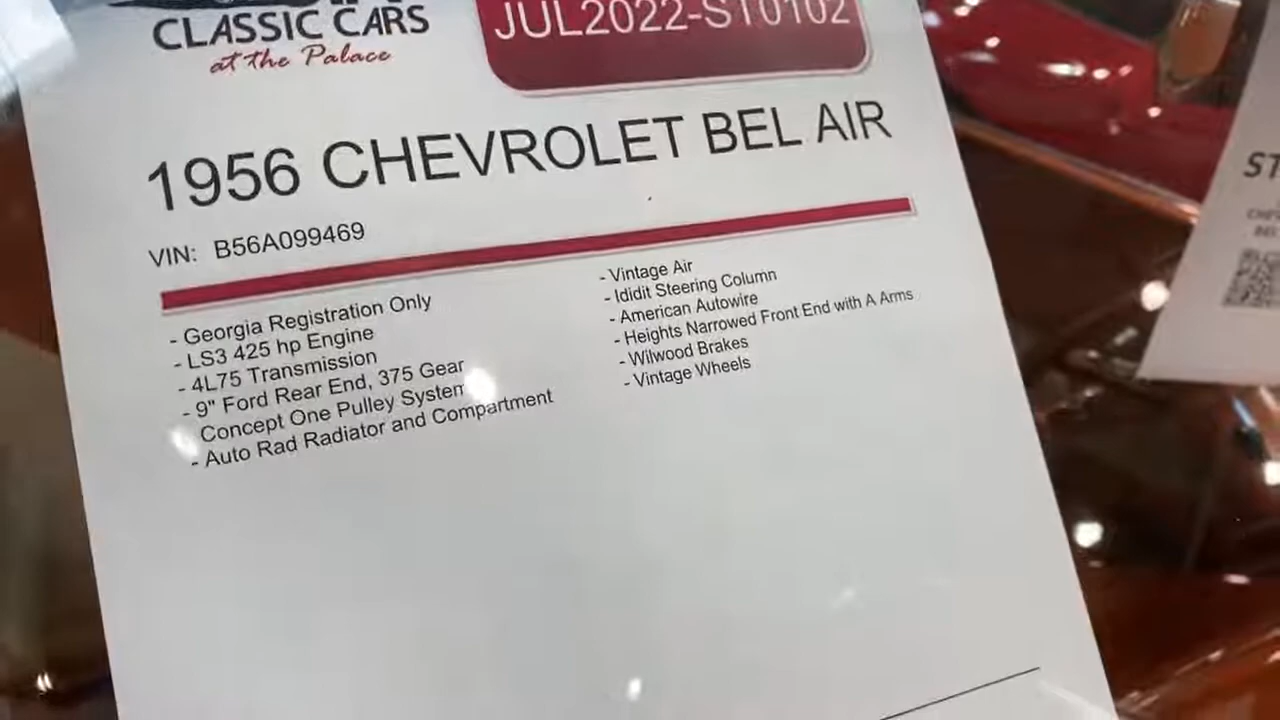 CLASSIC CARS
at the Palace
JUL2022-ST0102
1956 CHEVROLET BEL AIR
VIN: B56A099469
- Georgia Registration Only
- LS3 425 hp Engine
- 4L75 Transmission
- 9" Ford Rear End, 375 Gear
Concept One Pulley System
- Auto Rad Radiator and Compartment
- Vintage Air
- Ididit Steering Column
- American Autowire
- Heights Narrowed Front End with A Arms
- Wilwood Brakes
- Vintage Wheels
ST
BEL